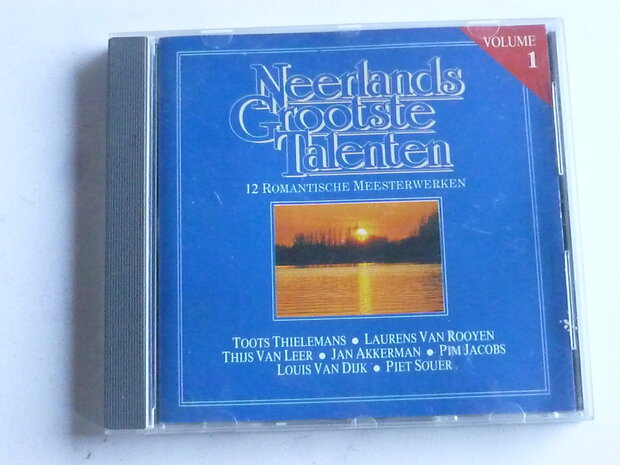 VOLUME
1
Neerlands
Grootste
Talenten
12 ROMANTISCHE MEESTERWERKEN
TOOTS THIELEMANS ● LAURENS VAN ROOYEN
THIJS VAN LEER ● JAN AKKERMAN ● PIM JACOBS
LOUIS VAN DIJK ● PIET SOUER